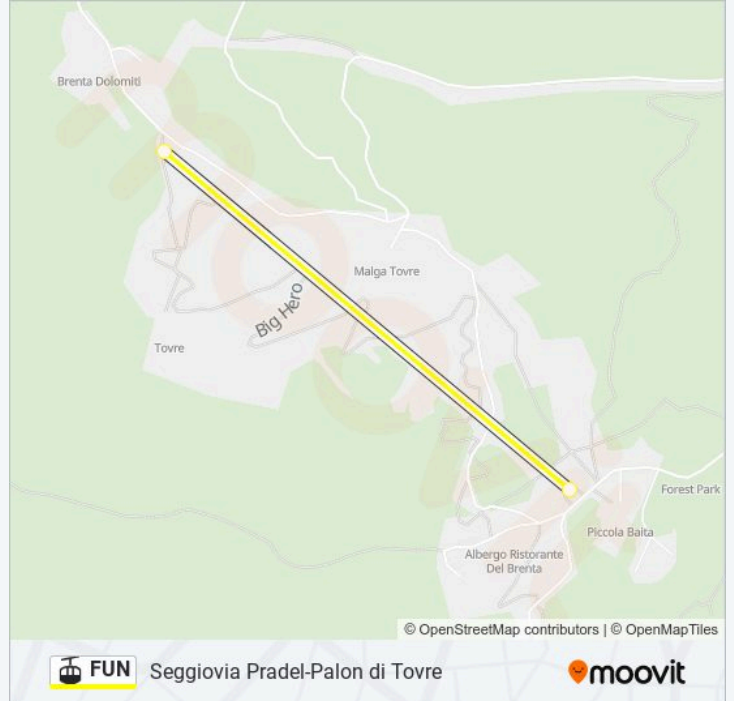 Brenta Dolomiti
Malga Tovre
Big Hero
Tovre
Forest Park
Piccola Baita
Albergo Ristorante
Del Brenta
© OpenStreetMap contributors | © OpenMapTiles
FUN Seggiovia Pradel-Palon di Tovre moovit